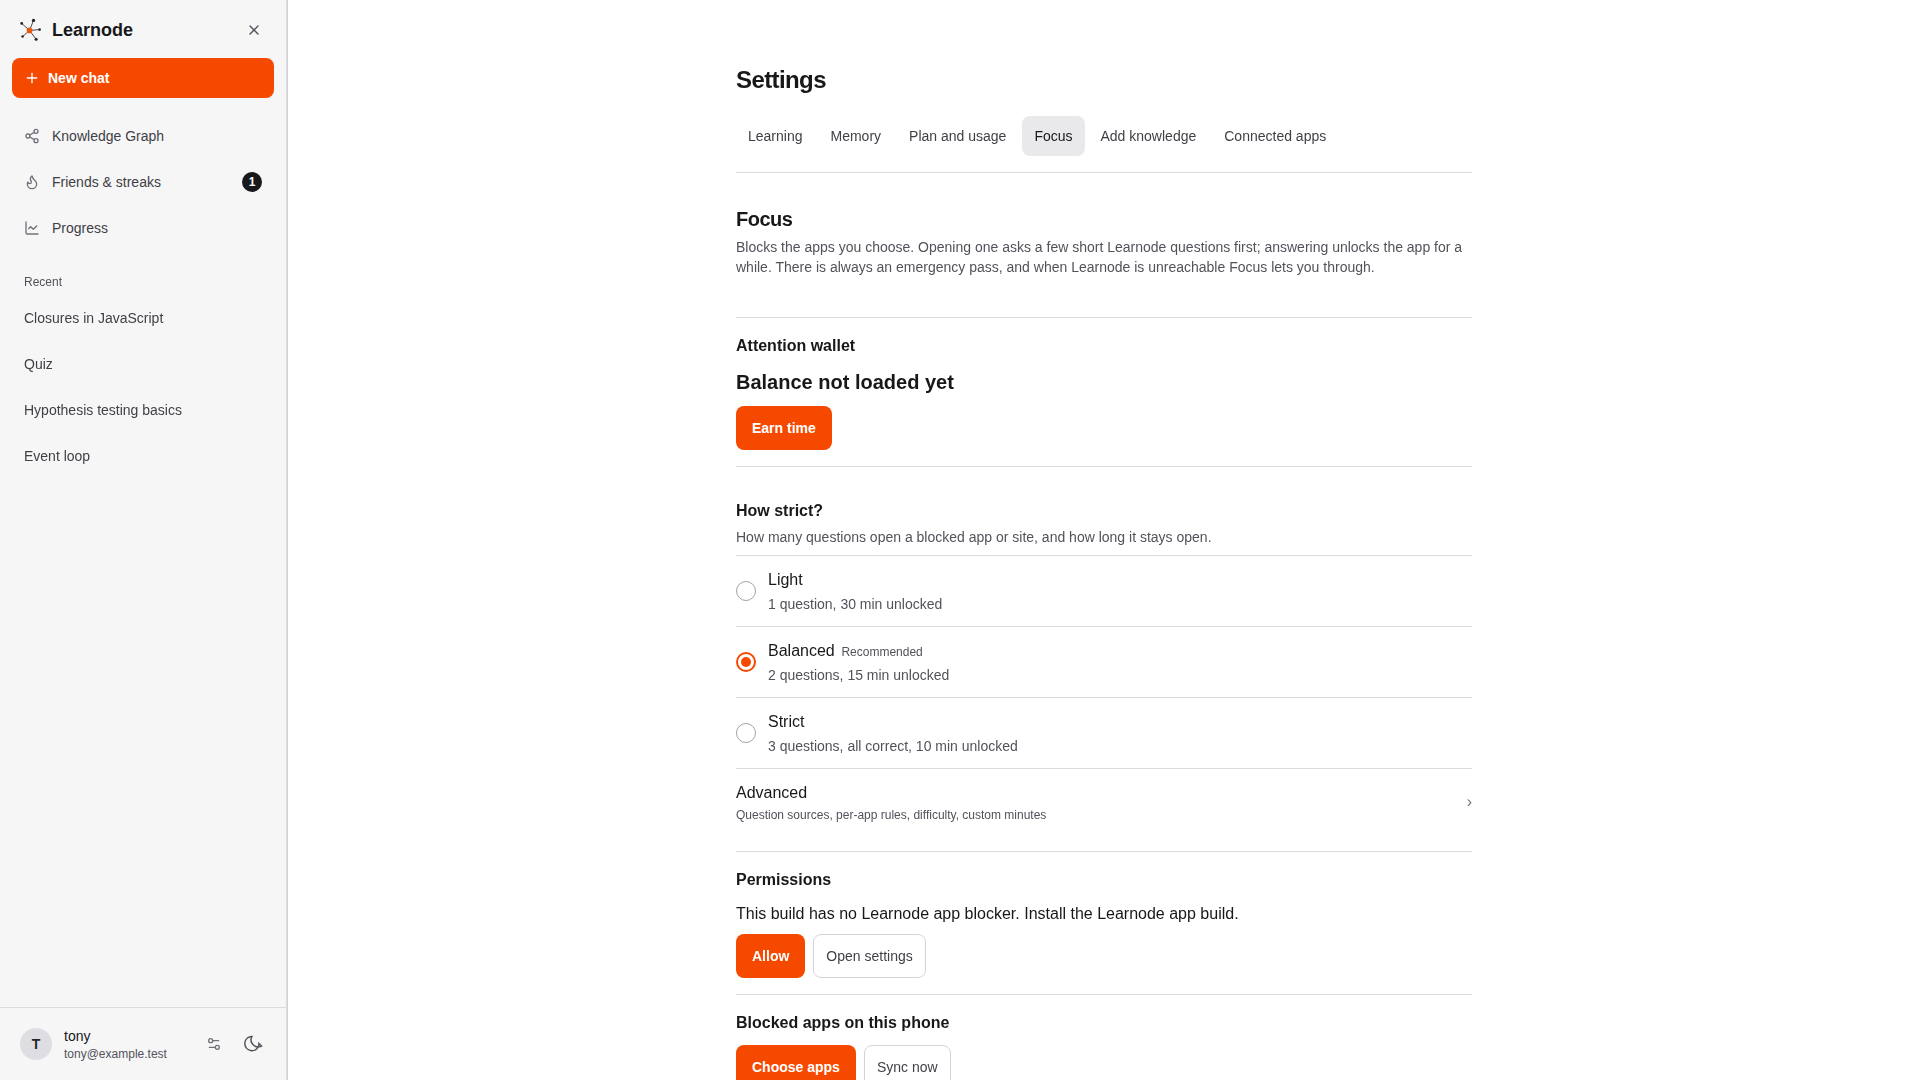 Learnode
New chat
Knowledge Graph
Friends & streaks
1
Progress
Recent
Closures in JavaScript
Quiz
Hypothesis testing basics
Event loop
T
tony
tony@example.test
Settings
Learning
Memory
Plan and usage
Focus
Add knowledge
Connected apps
Focus
Blocks the apps you choose. Opening one asks a few short Learnode questions first; answering unlocks the app for a
while. There is always an emergency pass, and when Learnode is unreachable Focus lets you through.
Attention wallet
Balance not loaded yet
Earn time
How strict?
How many questions open a blocked app or site, and how long it stays open.
Light
1 question, 30 min unlocked
Balanced Recommended
2 questions, 15 min unlocked
Strict
3 questions, all correct, 10 min unlocked
Advanced
Question sources, per-app rules, difficulty, custom minutes
Permissions
This build has no Learnode app blocker. Install the Learnode app build.
Allow
Open settings
Blocked apps on this phone
Choose apps
Sync now